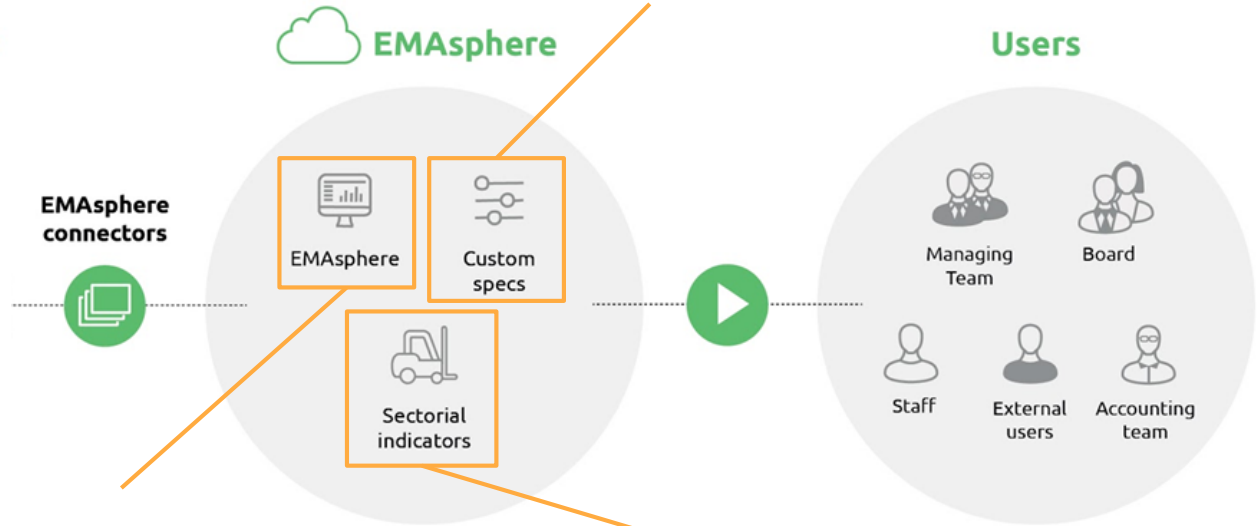 EMAsphere
Users
EMAsphere
connectors
EMAsphere
Custom
specs
Sectorial
indicators
Managing
Team
Board
Staff
External
users
Accounting
team